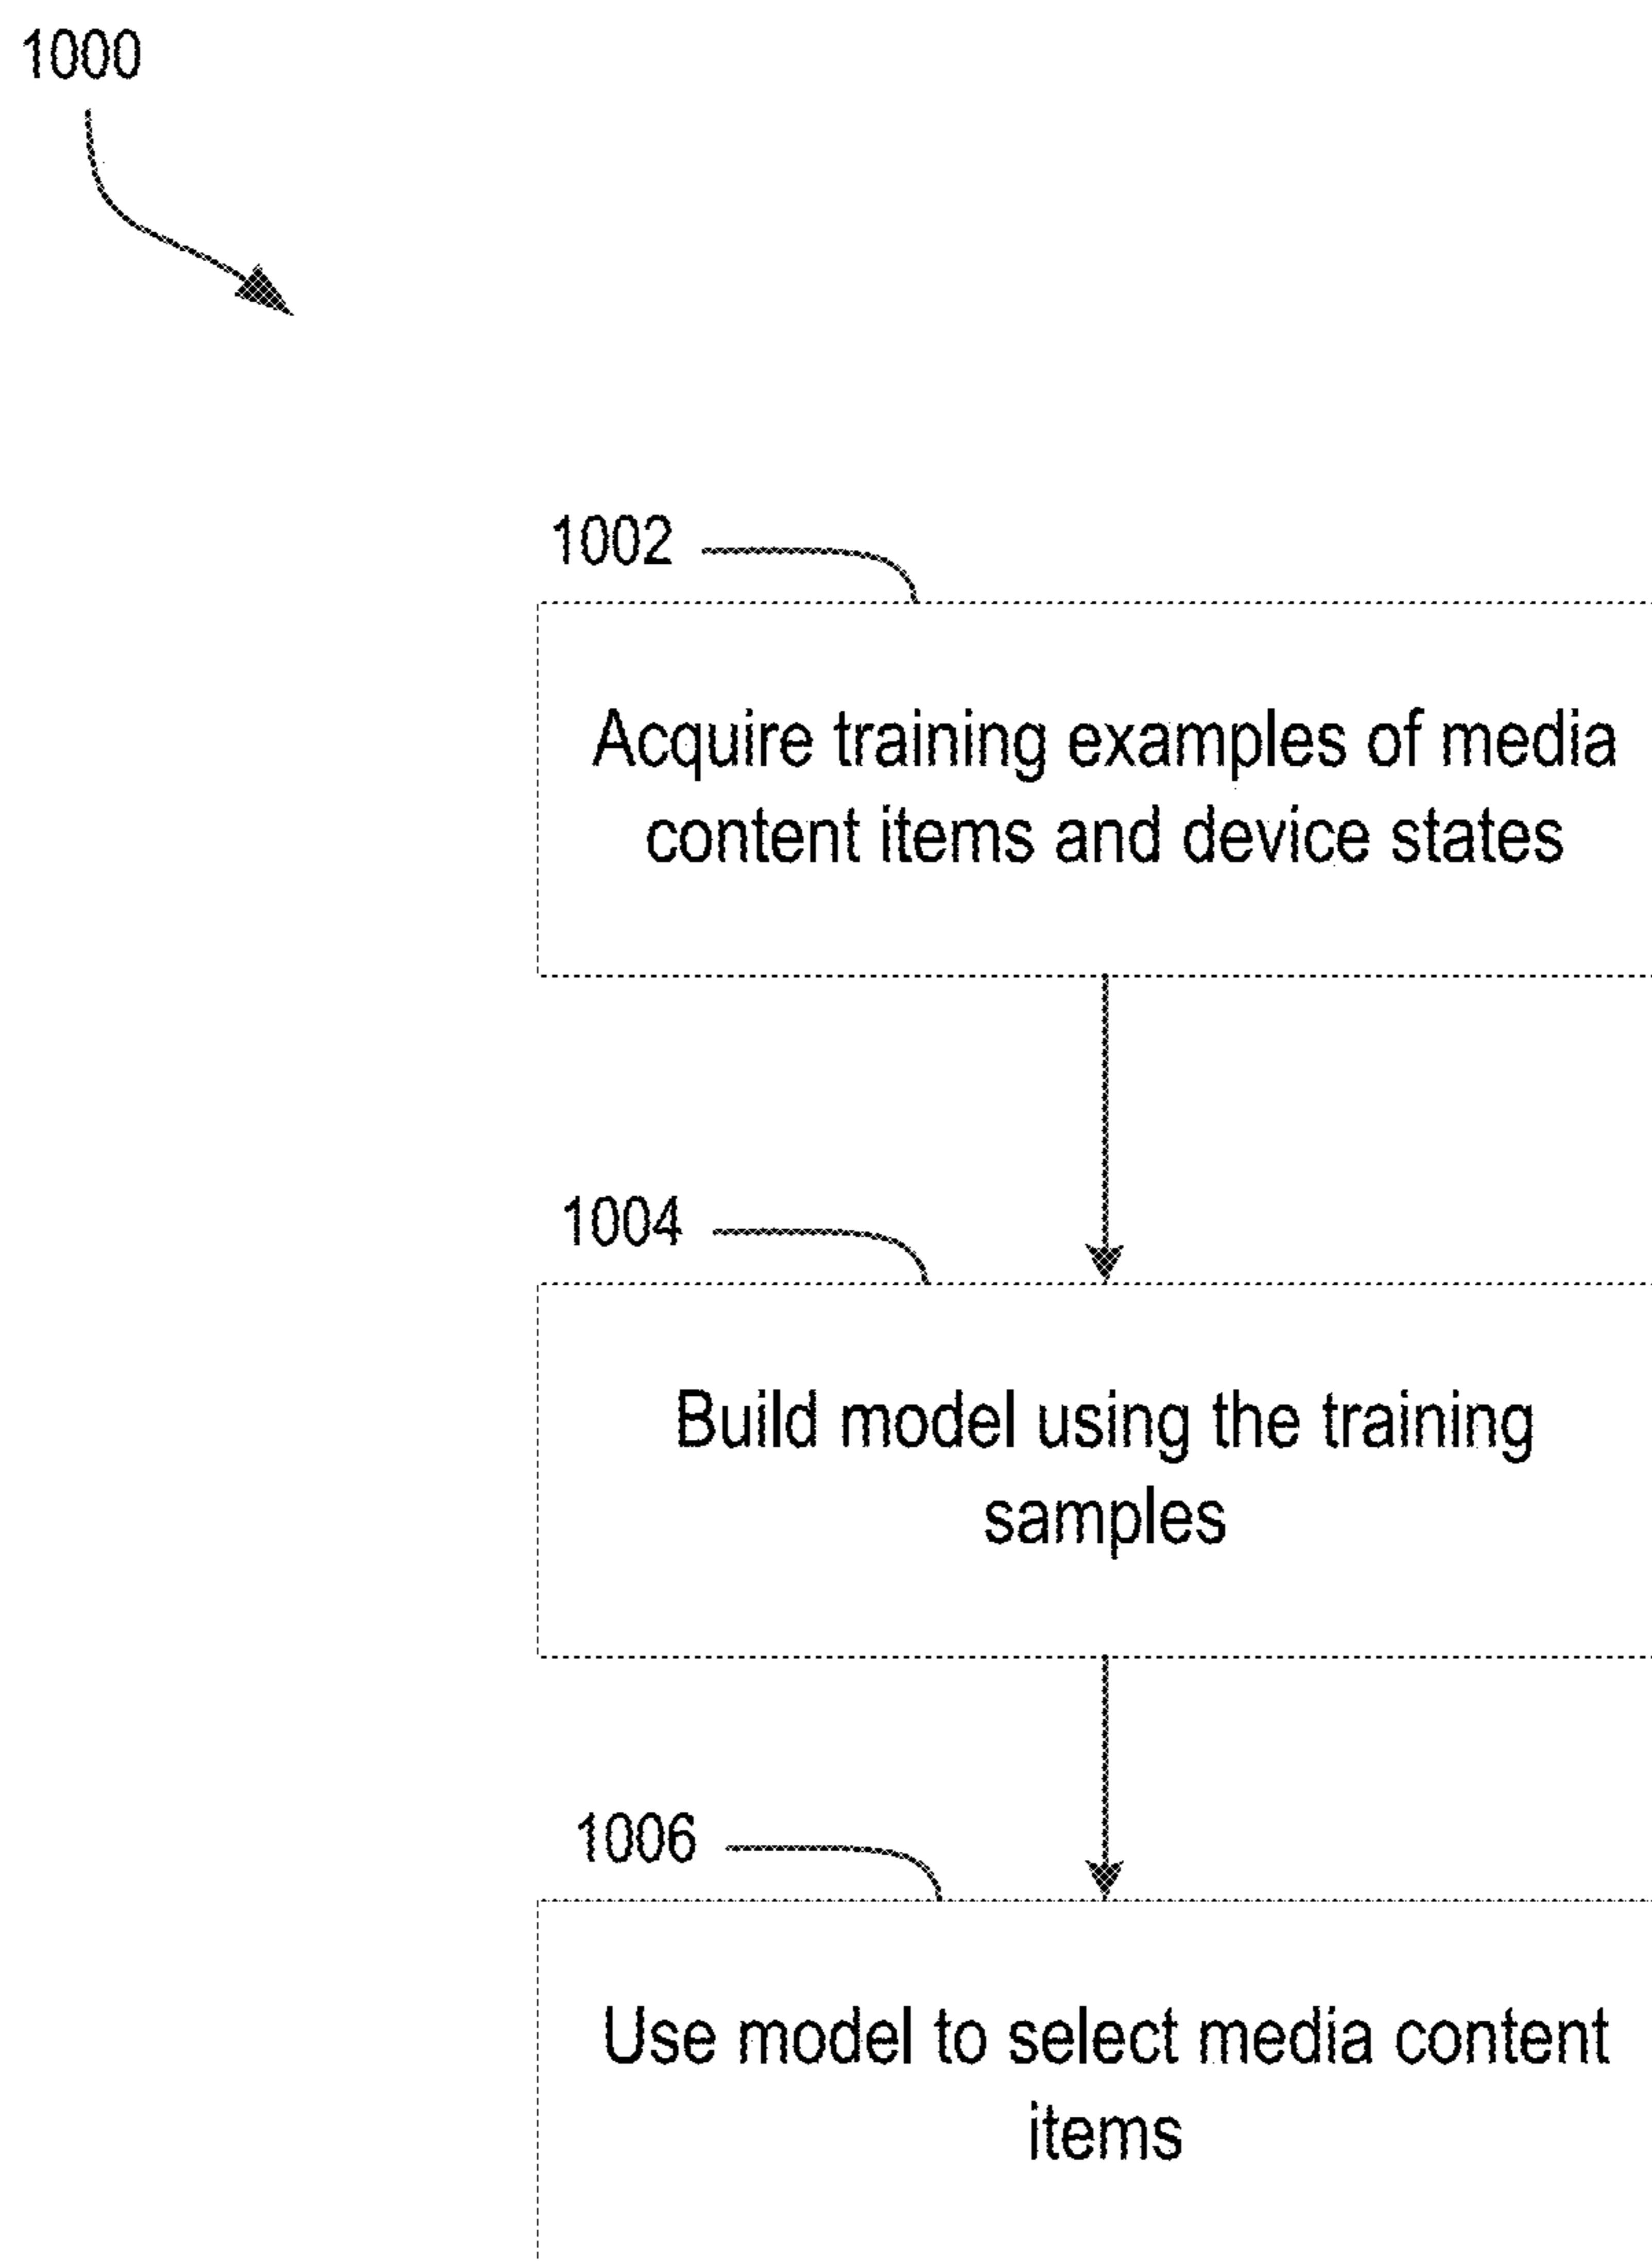 1000
1002
Acquire training examples of media
content items and device states
1004
Build model using the training
samples
1006
Use model to select media content
items